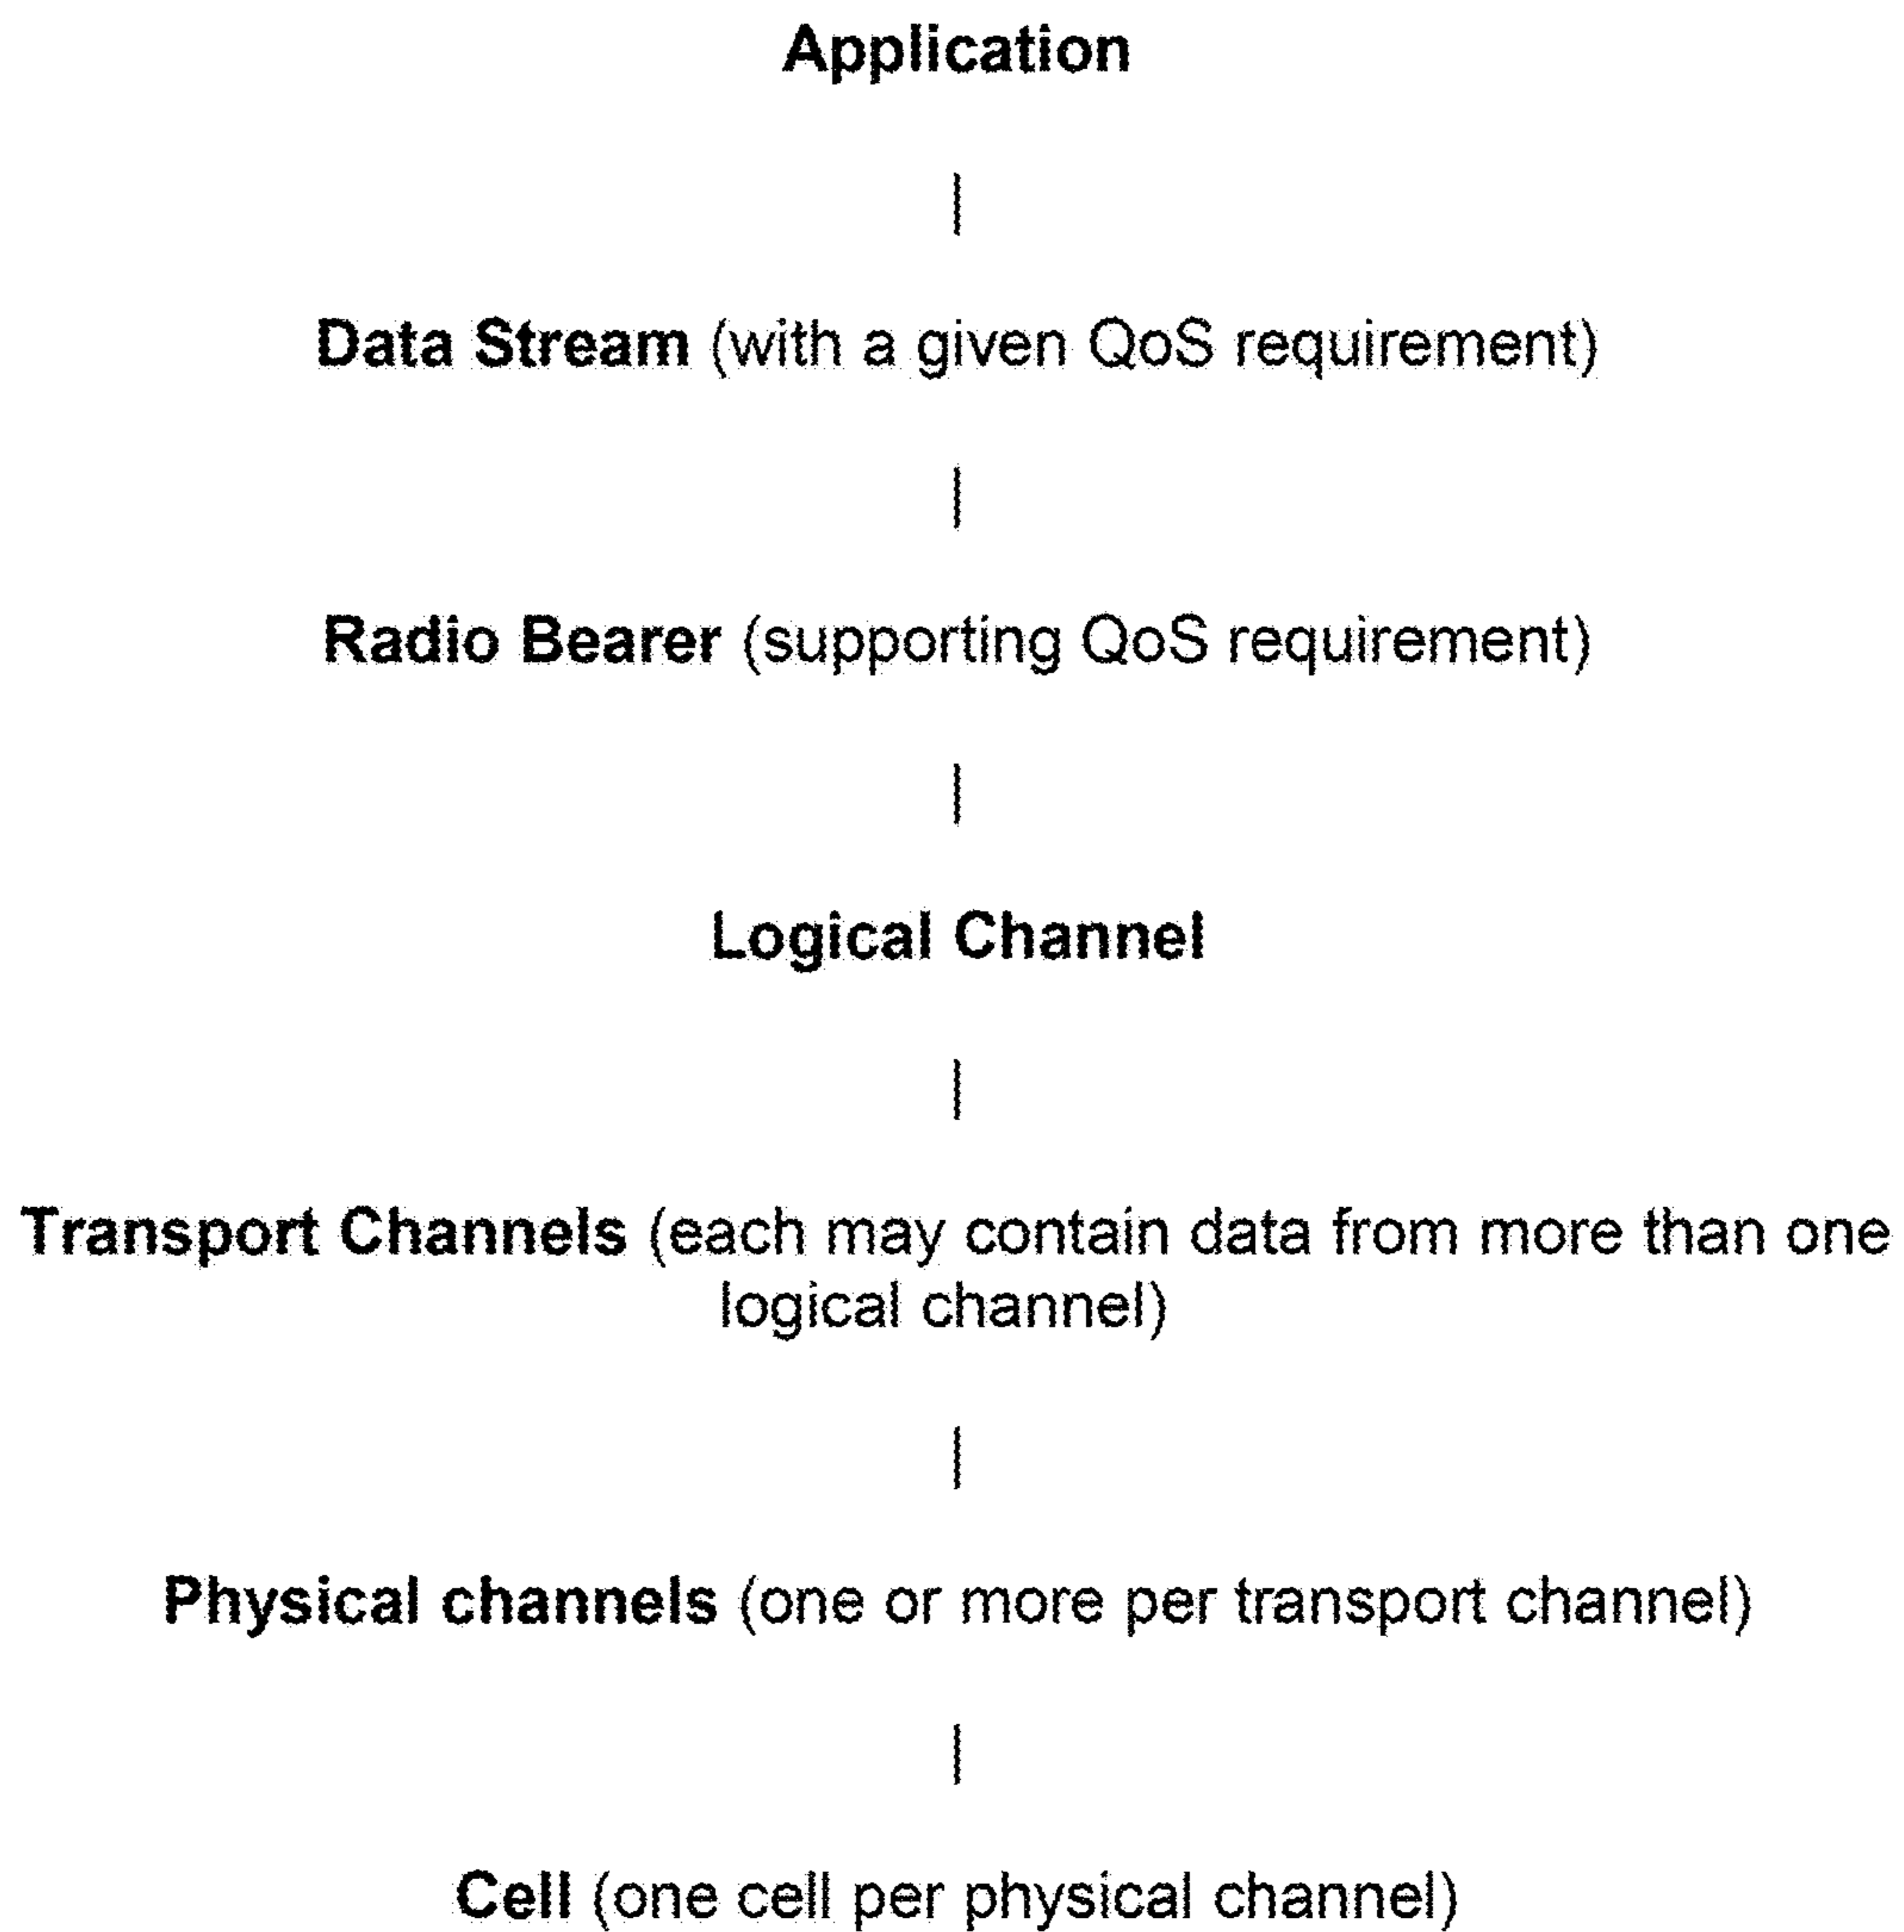 Application
Data Stream (with a given QoS requirement)
Radio Bearer (supporting QoS requirement)
Logical Channel
Transport Channels (each may contain data from more than one
logical channel)
Physical channels (one or more per transport channel)
Cell (one cell per physical channel)